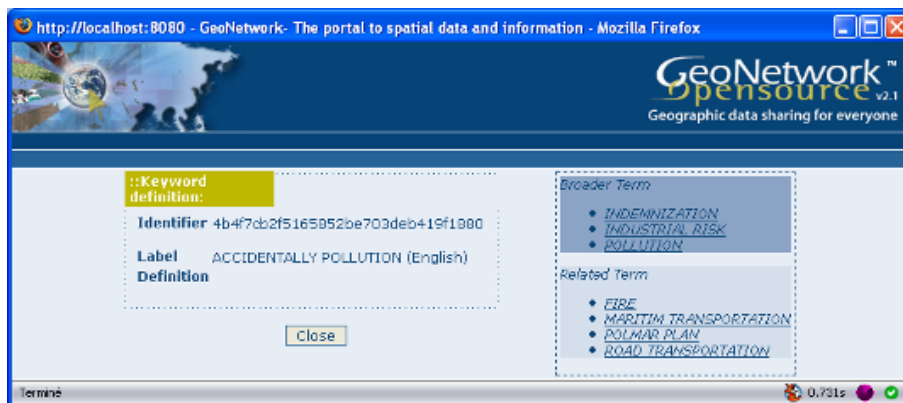 http://localhost:8080 - GeoNetwork- The portal to spatial data and information - Mozilla Firefox
GeoNetwork™
Opensource v2.1
Geographic data sharing for everyone
::Keyword
definition:
Identifier 4b4f7cb2f5165852be703deb419f1880
Label ACCIDENTALLY POLLUTION (English)
Definition
Close
Broader Term
INDEMNIZATION
INDUSTRIAL RISK
POLLUTION
Related Term
FIRE
MARITIM TRANSPORTATION
POLMAR PLAN
ROAD TRANSPORTATION
Terminé
0.731s